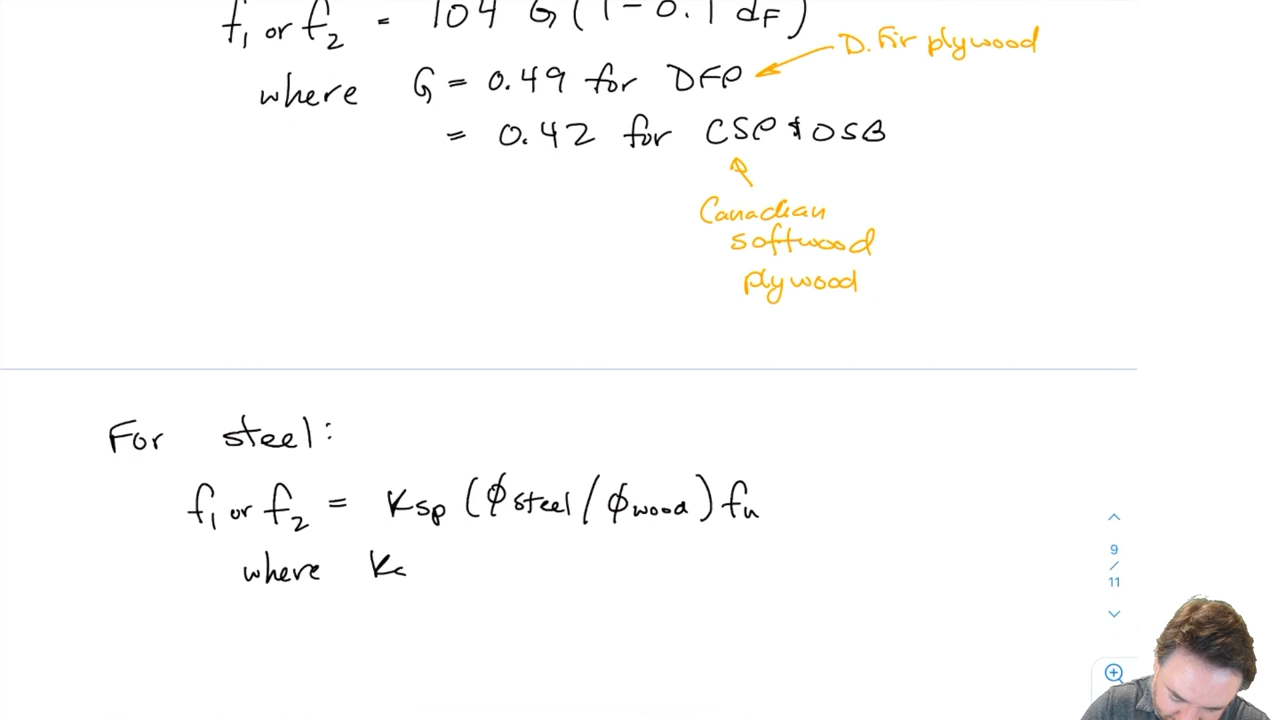 f₁ or f₂ = 104 G (1 - 0.1 dF)
D. Fir plywood
where G = 0.49 for DFP
= 0.42 for CSP & OSB
Canadian
softwood
plywood
For steel:
f₁ or f₂ = Ksp (ϕsteel / ϕwood) fu
where Ks
9
/
11